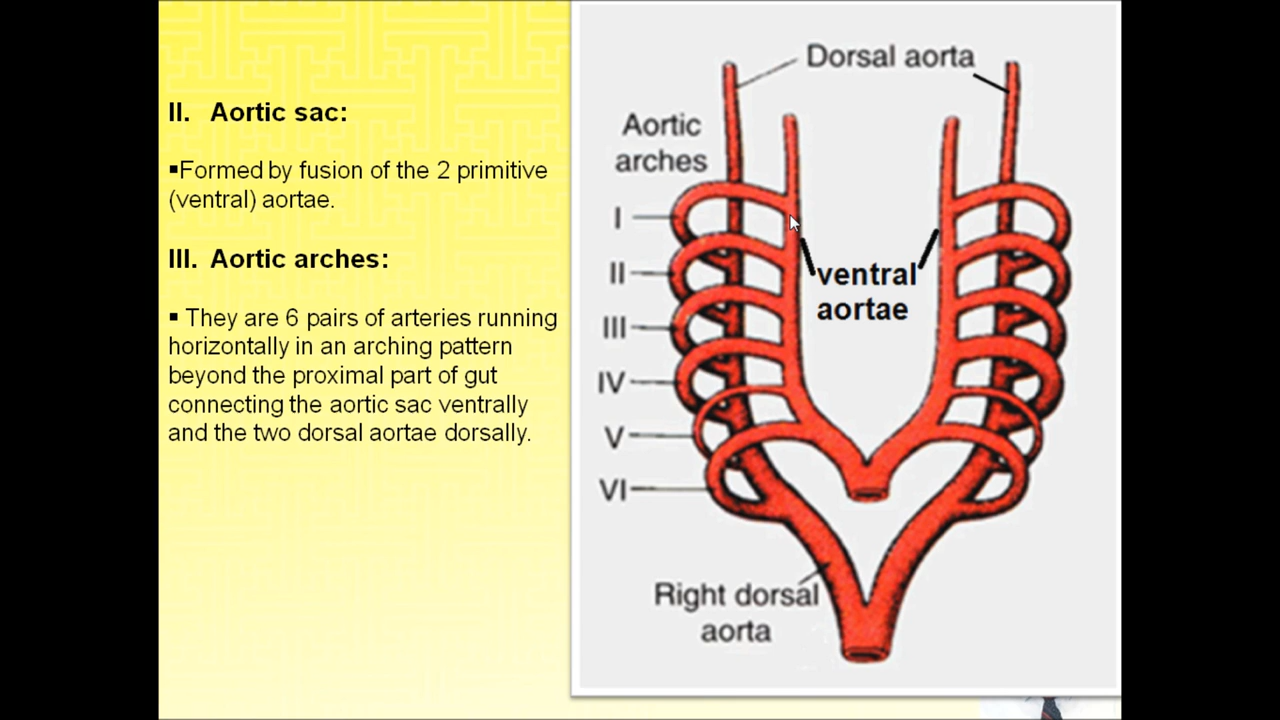 II. Aortic sac:
▪Formed by fusion of the 2 primitive
(ventral) aortae.
III. Aortic arches:
▪ They are 6 pairs of arteries running
horizontally in an arching pattern
beyond the proximal part of gut
connecting the aortic sac ventrally
and the two dorsal aortae dorsally.
Dorsal aorta
Aortic
arches
I
II
III
IV
V
VI
ventral
aortae
Right dorsal
aorta